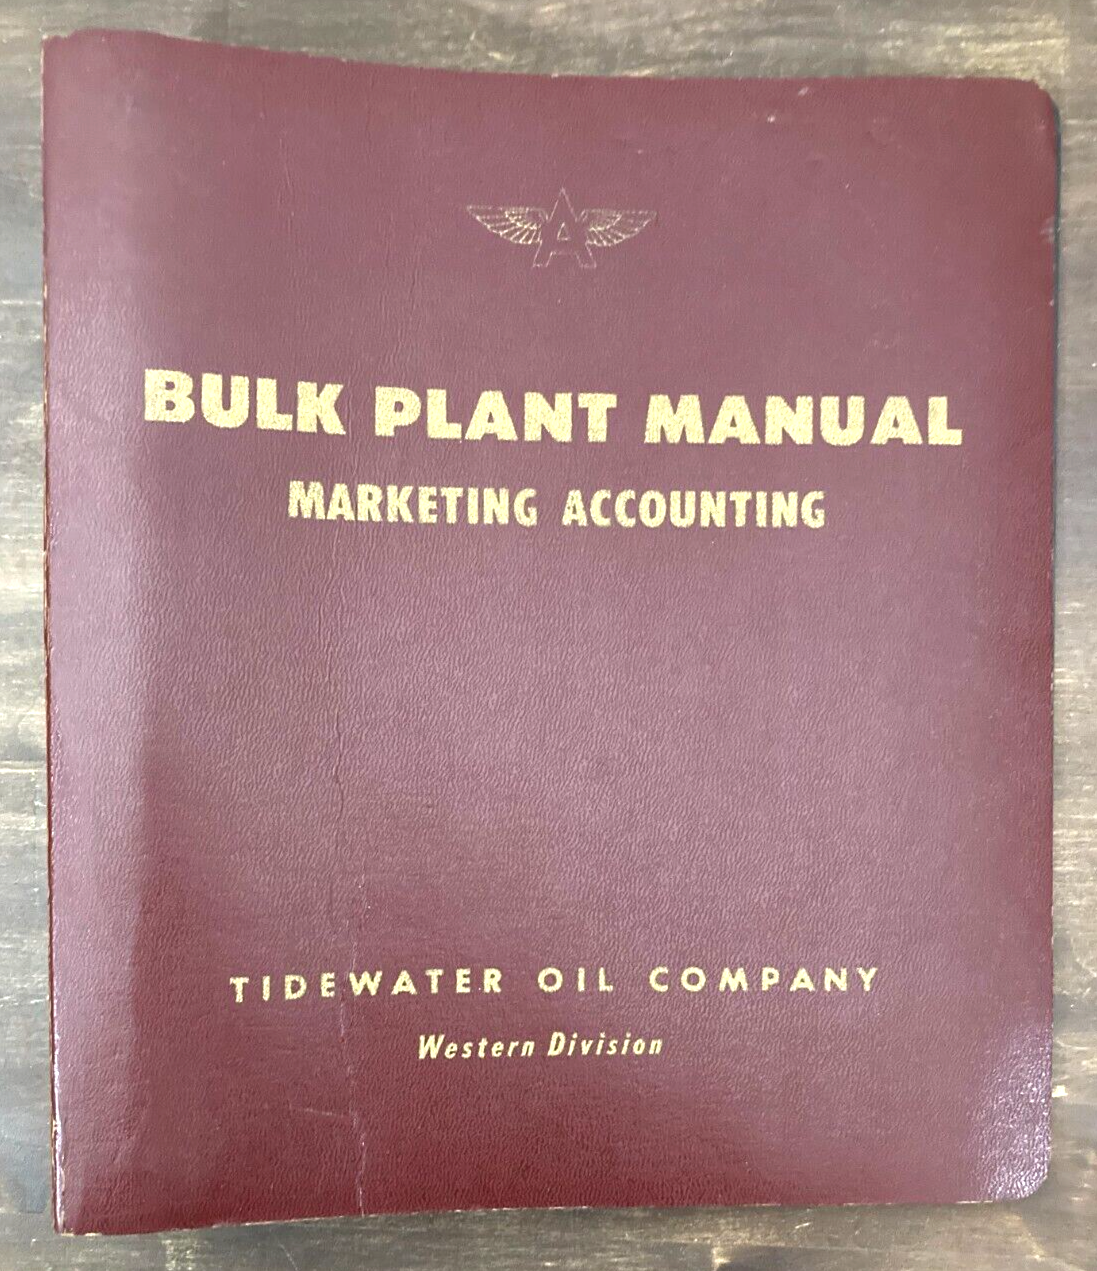 A
BULK PLANT MANUAL
MARKETING ACCOUNTING
TIDEWATER OIL COMPANY
Western Division